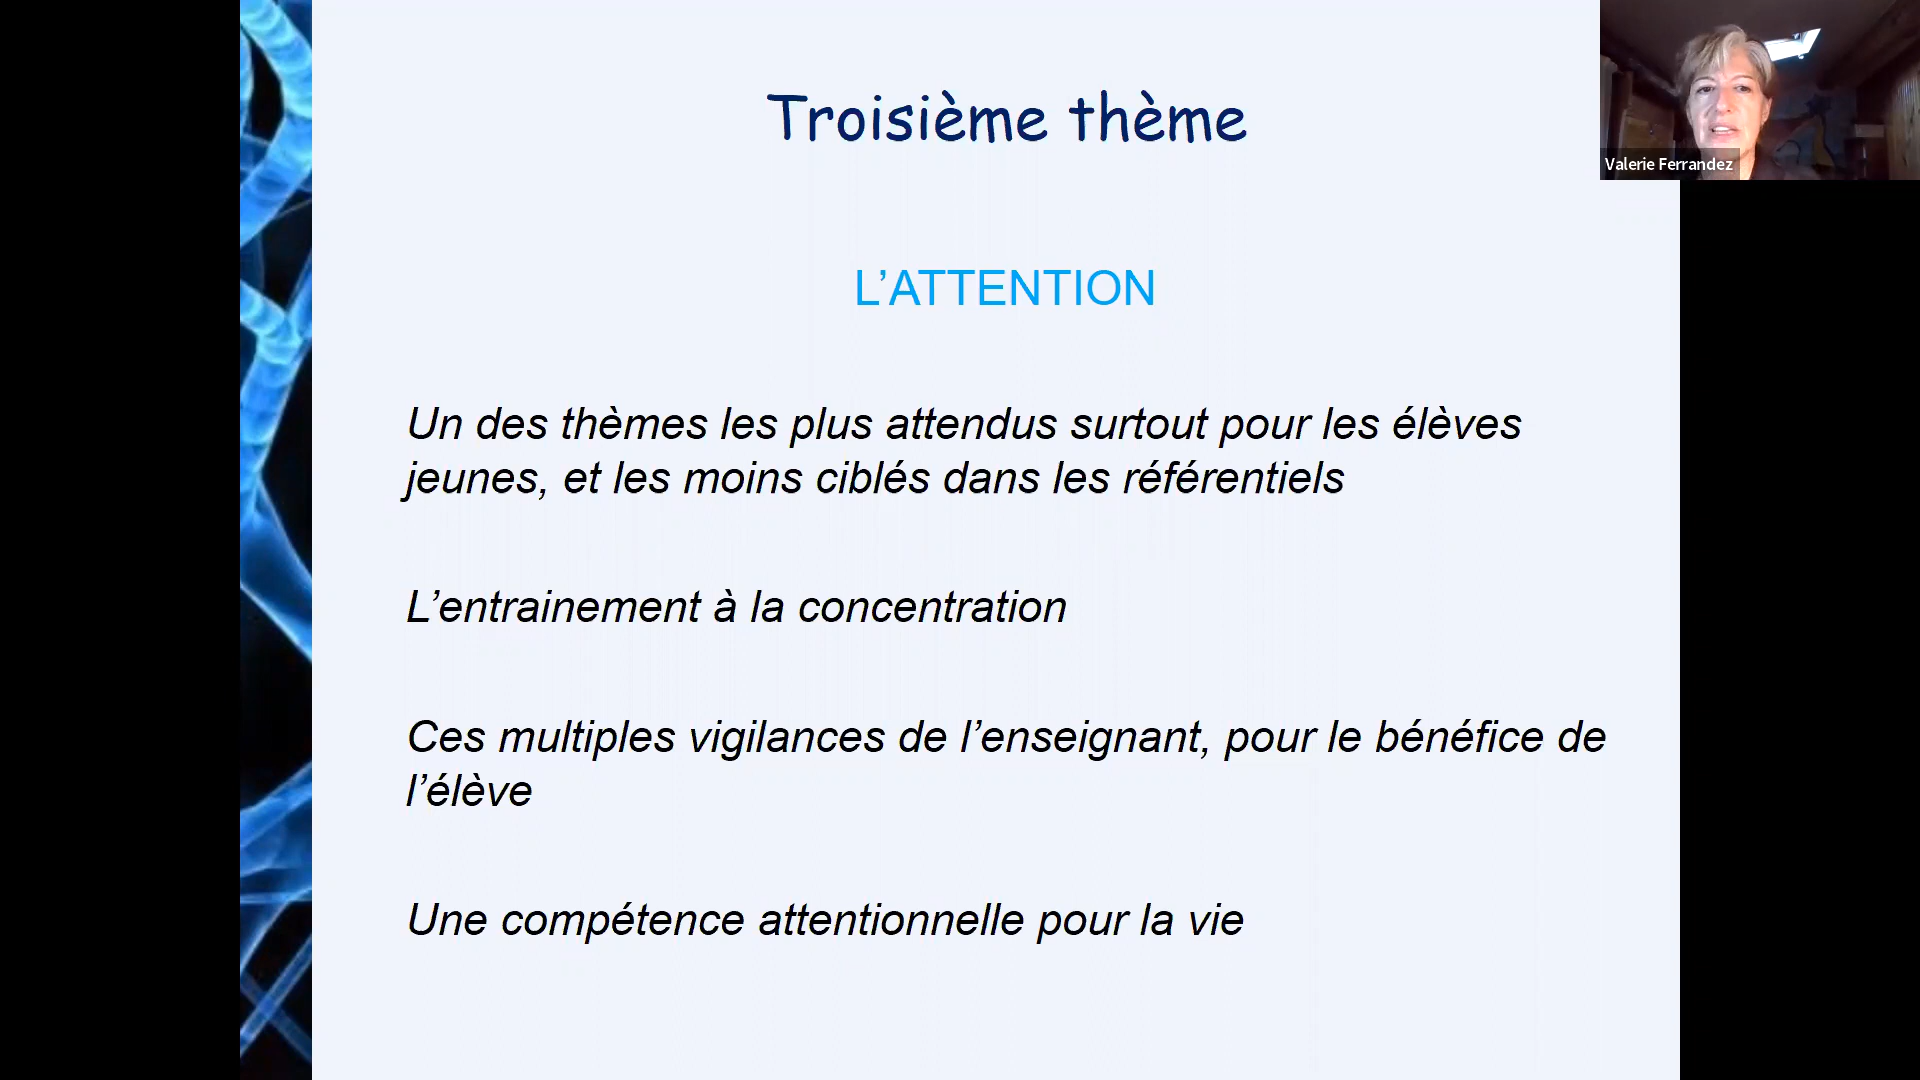 Troisième thème
Valerie Ferrandez
L’ATTENTION
Un des thèmes les plus attendus surtout pour les élèves
jeunes, et les moins ciblés dans les référentiels
L’entrainement à la concentration
Ces multiples vigilances de l’enseignant, pour le bénéfice de
l’élève
Une compétence attentionnelle pour la vie